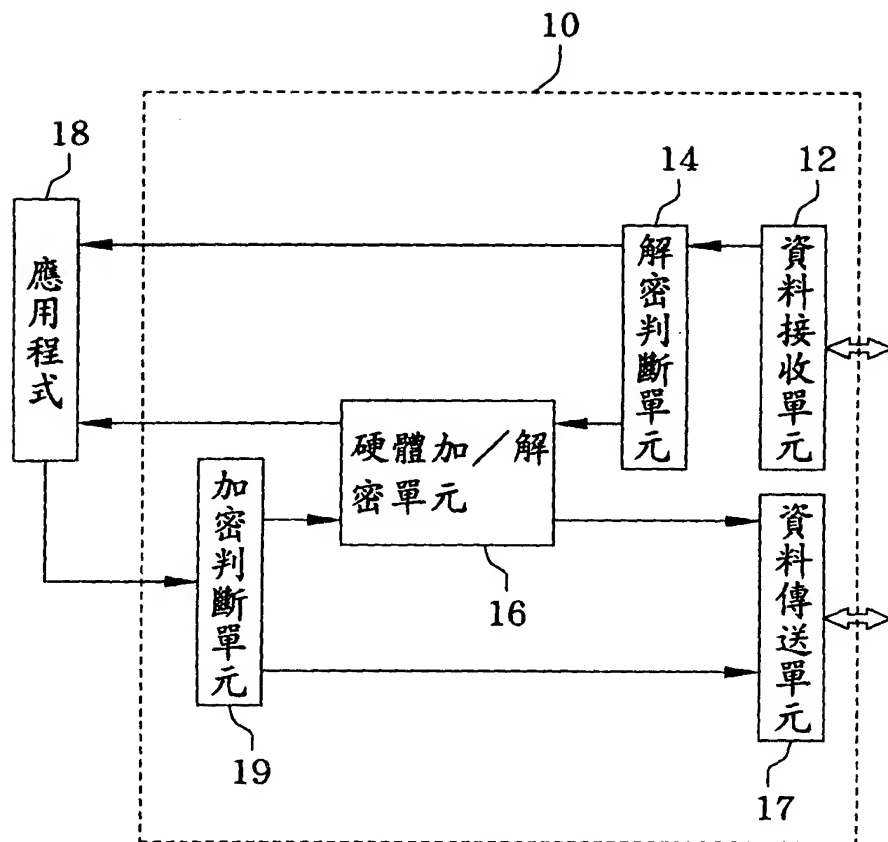 10
18
應用程式
14
解密判斷單元
12
資料接收單元
硬體加／解
密單元
16
加密判斷單元
19
資料傳送單元
17